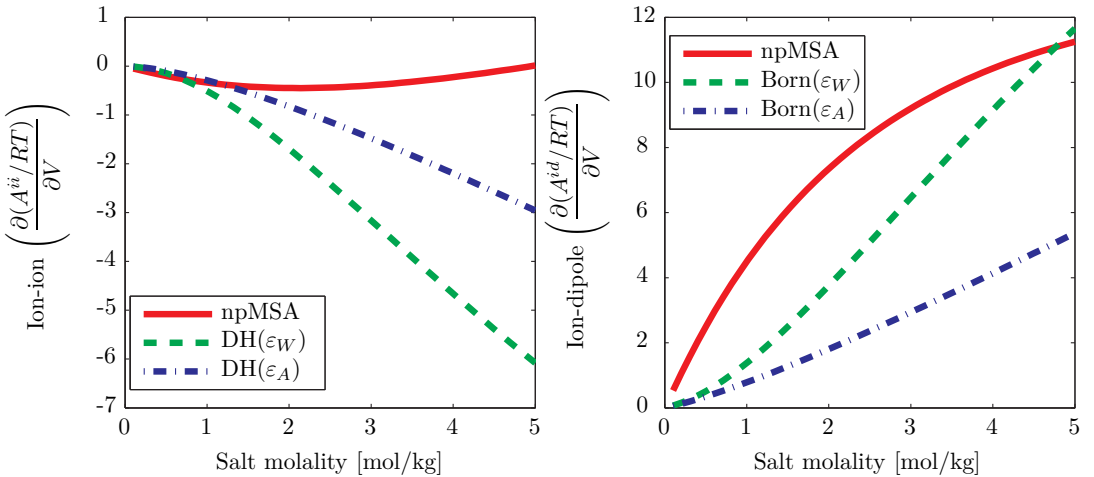 1
0
-1
-2
-3
-4
-5
-6
-7
Ion-ion (∂(A^{ii}/RT)/∂V)
npMSA
DH(ε_W)
DH(ε_A)
0 1 2 3 4 5
Salt molality [mol/kg]
12
10
8
6
4
2
0
Ion-dipole (∂(A^{id}/RT)/∂V)
npMSA
Born(ε_W)
Born(ε_A)
0 1 2 3 4 5
Salt molality [mol/kg]